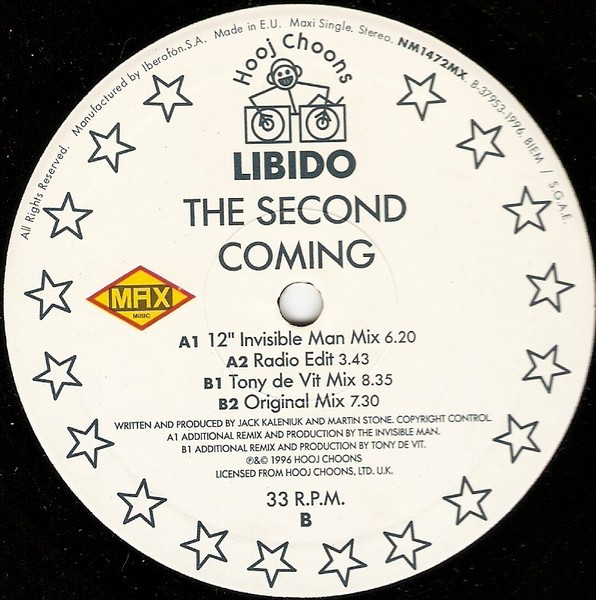 All Rights Reserved. Manufactured by Iberofón.S.A. Made in E.U. Maxi Single. Stereo. NM1472MX. B-37953-1996. BIEM / S.G.A.E.
Hooj Choons
LIBIDO
THE SECOND
COMING
MAX
MUSIC
A1 12" Invisible Man Mix 6.20
A2 Radio Edit 3.43
B1 Tony de Vit Mix 8.35
B2 Original Mix 7.30
WRITTEN AND PRODUCED BY JACK KALENIUK AND MARTIN STONE. COPYRIGHT CONTROL.
A1 ADDITIONAL REMIX AND PRODUCTION BY THE INVISIBLE MAN.
B1 ADDITIONAL REMIX AND PRODUCTION BY TONY DE VIT.
℗&© 1996 HOOJ CHOONS
LICENSED FROM HOOJ CHOONS, LTD. U.K.
33 R.P.M.
B